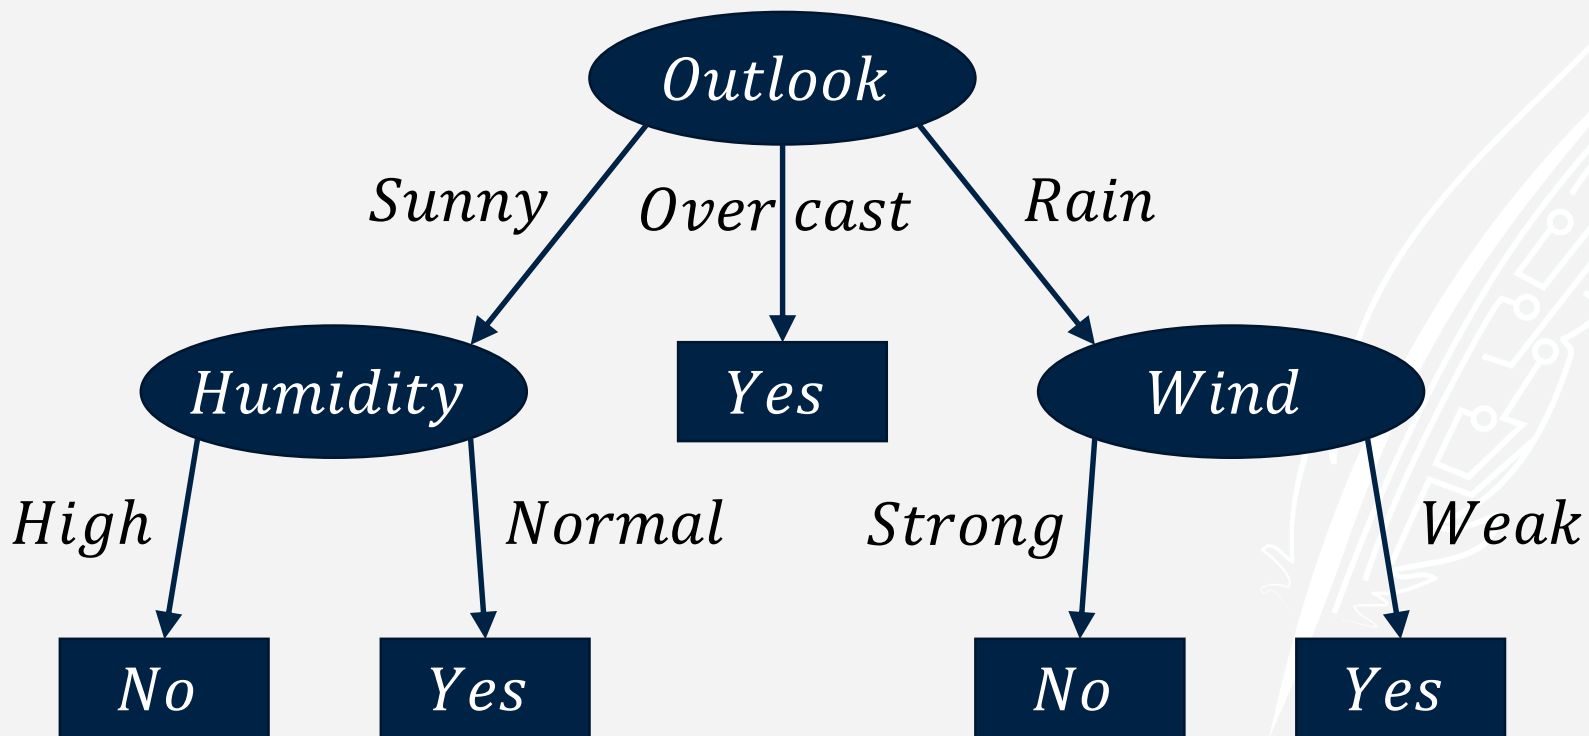 Outlook
Sunny Over cast Rain
Humidity Yes Wind
High Normal Strong Weak
No Yes No Yes